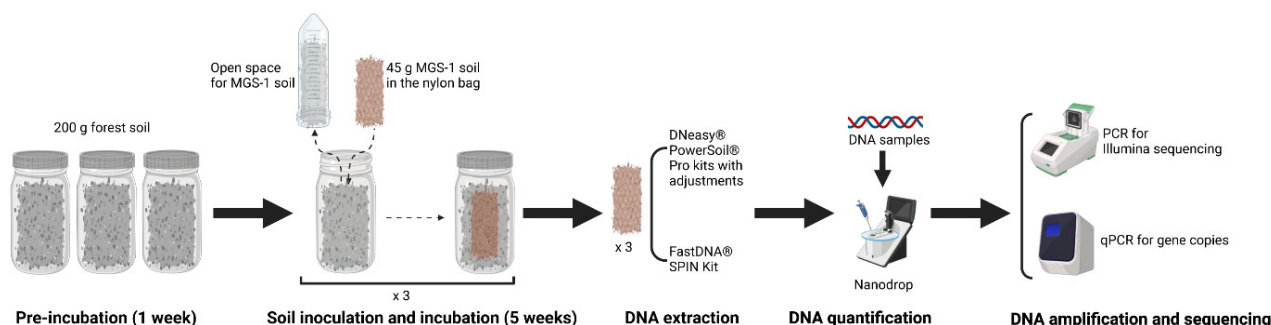 200 g forest soil
Open space
for MGS-1 soil
45 g MGS-1 soil
in the nylon bag
x 3
DNeasy®
PowerSoil®
Pro kits with
adjustments
x 3
FastDNA®
SPIN Kit
DNA samples
Nanodrop
PCR for
Illumina sequencing
qPCR for gene copies
Pre-incubation (1 week)
Soil inoculation and incubation (5 weeks)
DNA extraction
DNA quantification
DNA amplification and sequencing